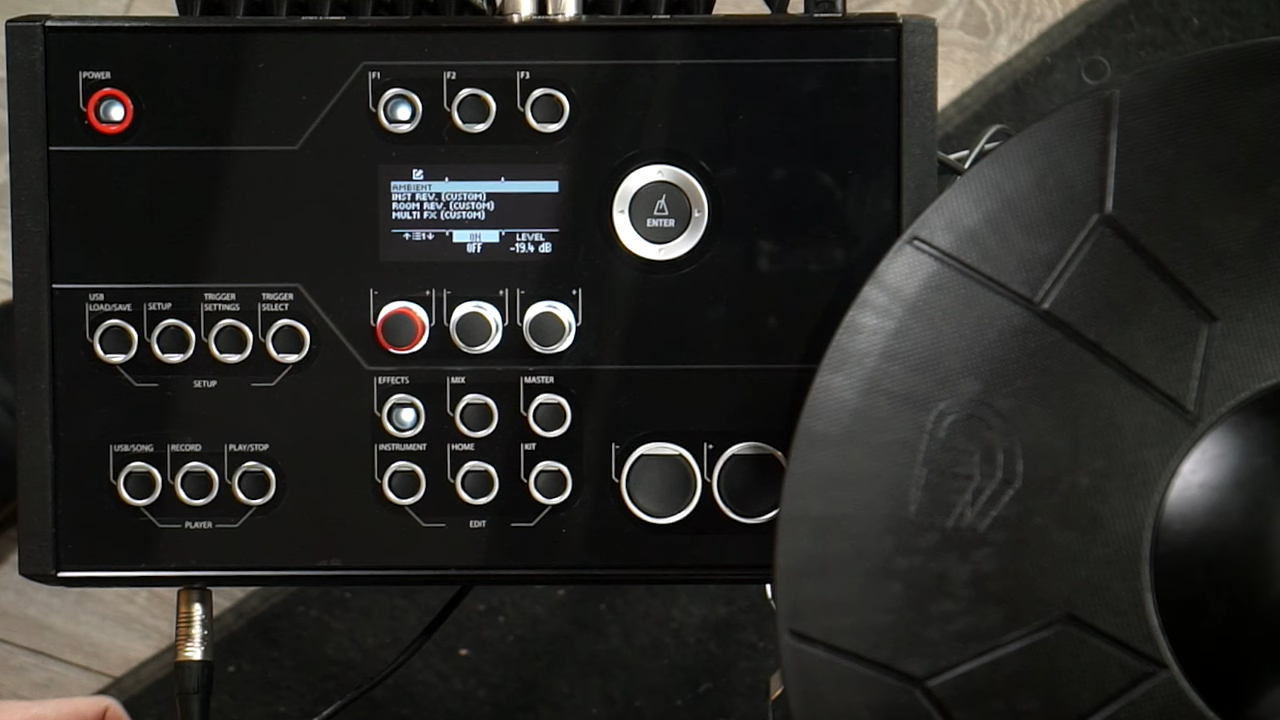 POWER
F1
F2
F3
AMBIENT
INST REV. (CUSTOM)
ROOM REV. (CUSTOM)
MULTI FX (CUSTOM)
ON
OFF
LEVEL
-19.4 dB
ENTER
USB
LOAD/SAVE
SETUP
TRIGGER
SETTINGS
TRIGGER
SELECT
SETUP
- +
- +
- +
EFFECTS
MIX
MASTER
USB/SONG
RECORD
PLAY/STOP
INSTRUMENT
HOME
KIT
- +
PLAYER
EDIT